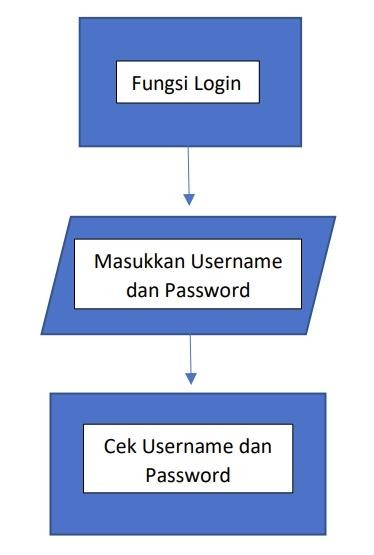 Fungsi Login
Masukkan Username
dan Password
Cek Username dan
Password